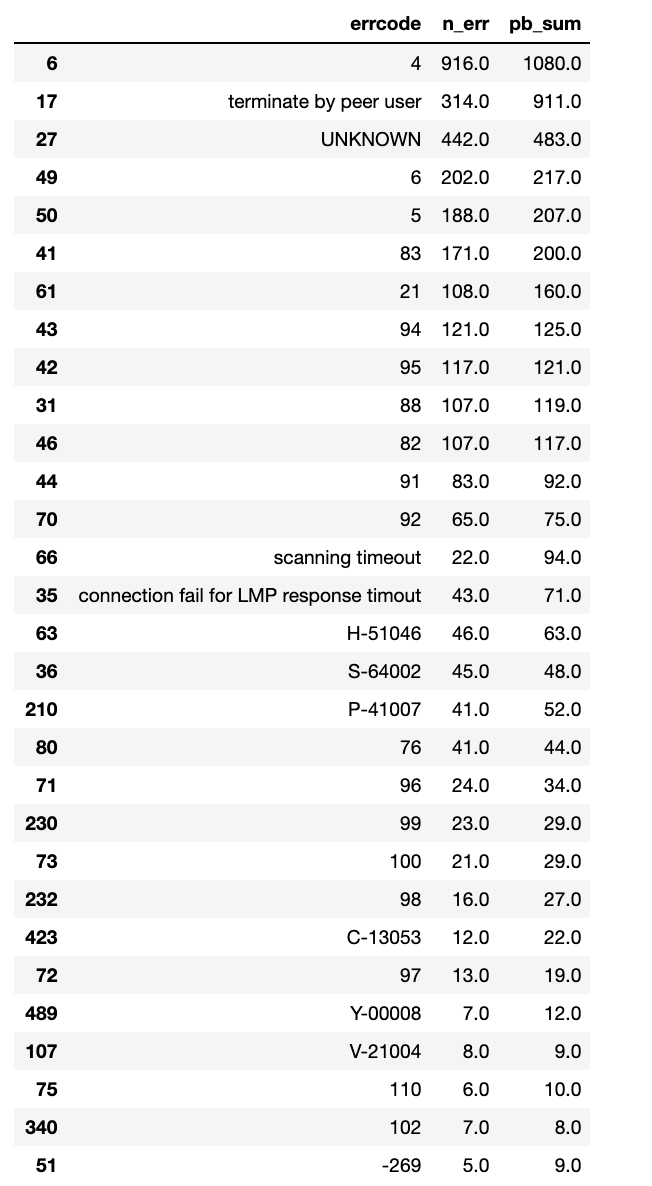 errcode n_err pb_sum
6 4 916.0 1080.0
17 terminate by peer user 314.0 911.0
27 UNKNOWN 442.0 483.0
49 6 202.0 217.0
50 5 188.0 207.0
41 83 171.0 200.0
61 21 108.0 160.0
43 94 121.0 125.0
42 95 117.0 121.0
31 88 107.0 119.0
46 82 107.0 117.0
44 91 83.0 92.0
70 92 65.0 75.0
66 scanning timeout 22.0 94.0
35 connection fail for LMP response timout 43.0 71.0
63 H-51046 46.0 63.0
36 S-64002 45.0 48.0
210 P-41007 41.0 52.0
80 76 41.0 44.0
71 96 24.0 34.0
230 99 23.0 29.0
73 100 21.0 29.0
232 98 16.0 27.0
423 C-13053 12.0 22.0
72 97 13.0 19.0
489 Y-00008 7.0 12.0
107 V-21004 8.0 9.0
75 110 6.0 10.0
340 102 7.0 8.0
51 -269 5.0 9.0